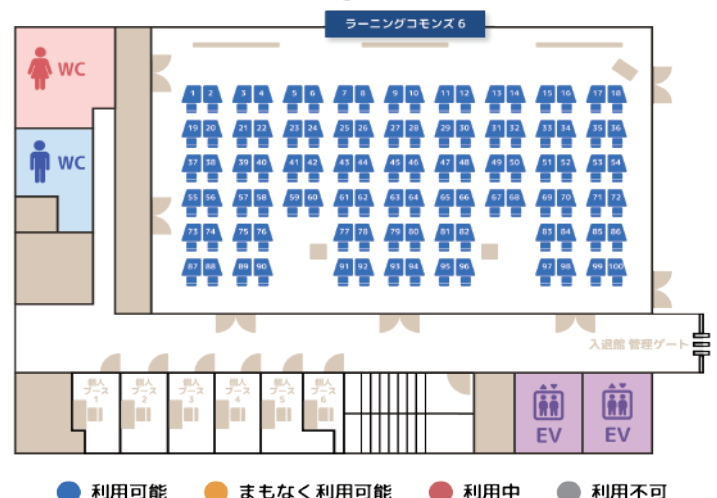 ラーニングコモンズ 6
WC
1 2 3 4 5 6 7 8 9 10 11 12 13 14 15 16 17 18
19 20 21 22 23 24 25 26 27 28 29 30 31 32 33 34 35 36
WC
37 38 39 40 41 42 43 44 45 46 47 48 49 50 51 52 53 54
55 56 57 58 59 60 61 62 63 64 65 66 67 68 69 70 71 72
73 74 75 76 77 78 79 80 81 82 83 84 85 86
87 88 89 90 91 92 93 94 95 96 97 98 99 100
入退館 管理ゲート
個人
ブース
1
個人
ブース
2
個人
ブース
3
個人
ブース
4
個人
ブース
5
個人
ブース
6
EV
EV
利用可能 まもなく利用可能 利用中 利用不可